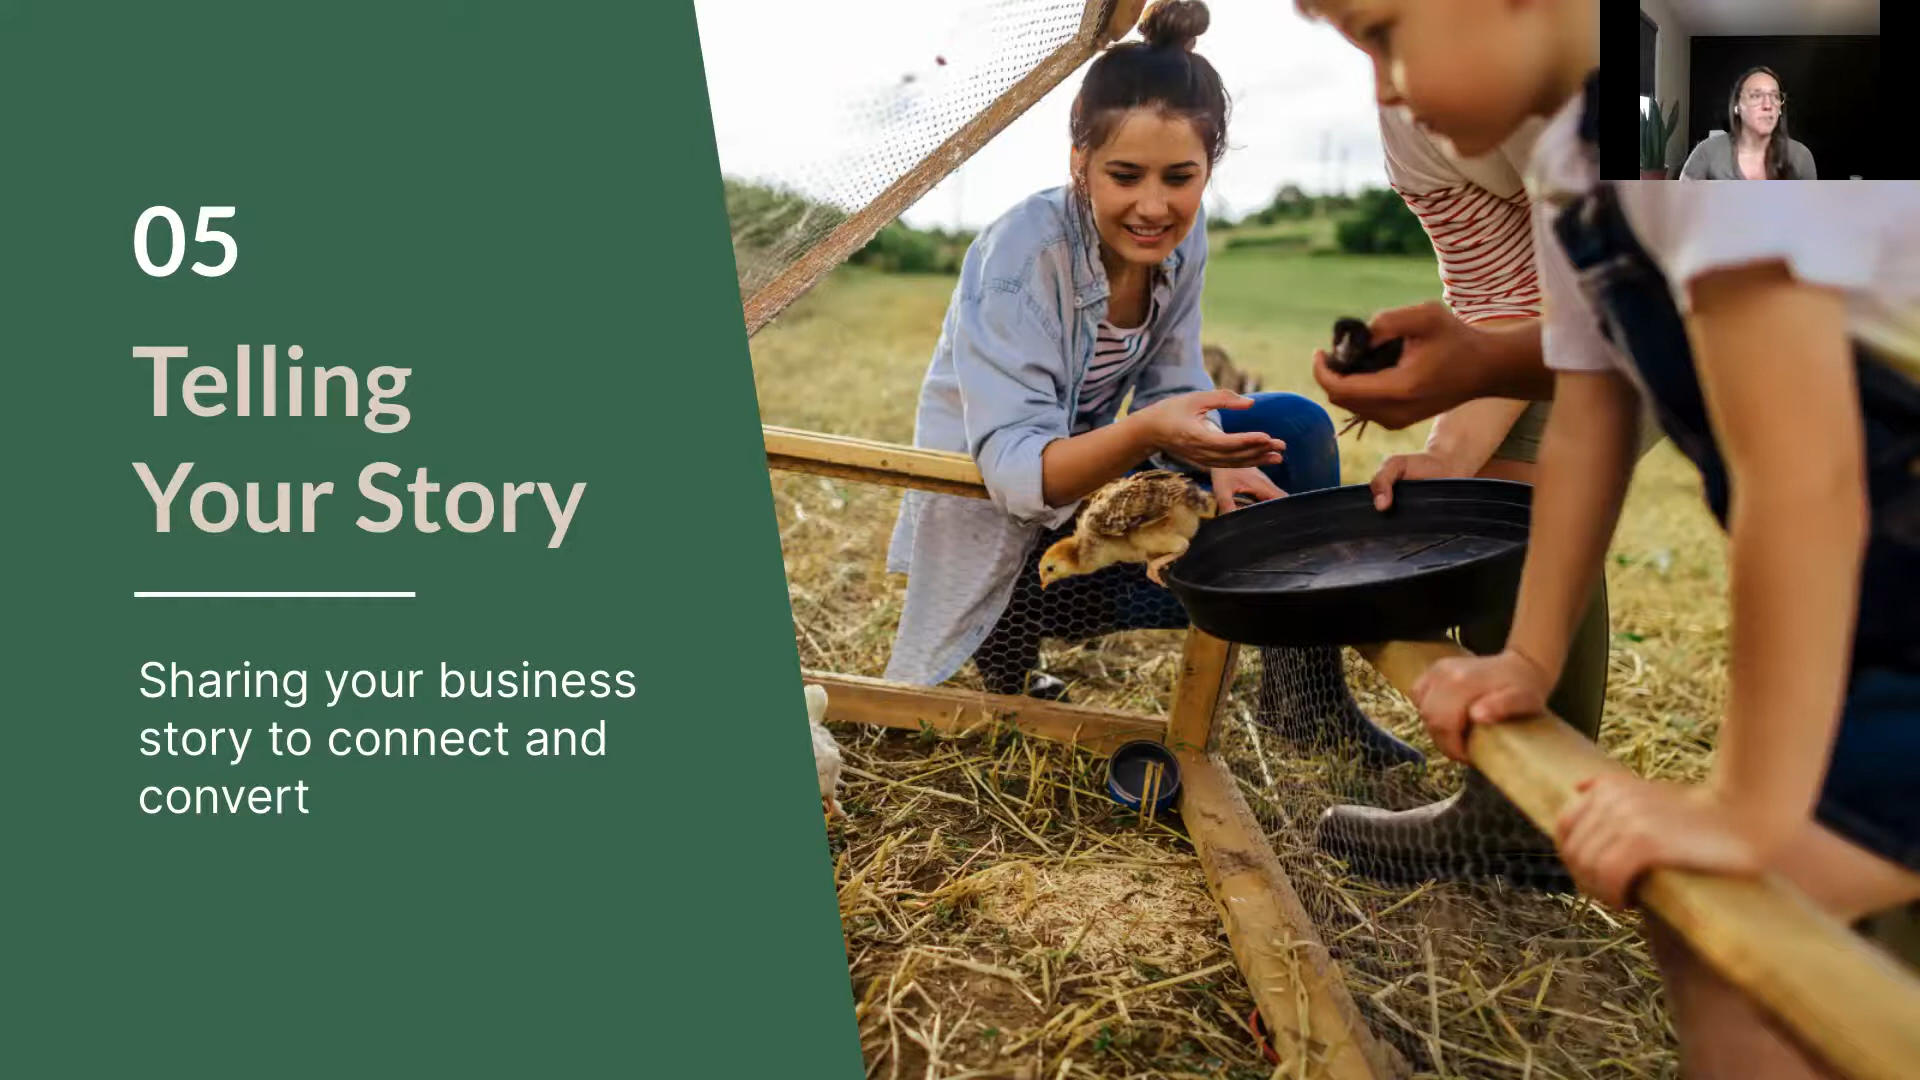 05
Telling
Your Story
Sharing your business
story to connect and
convert